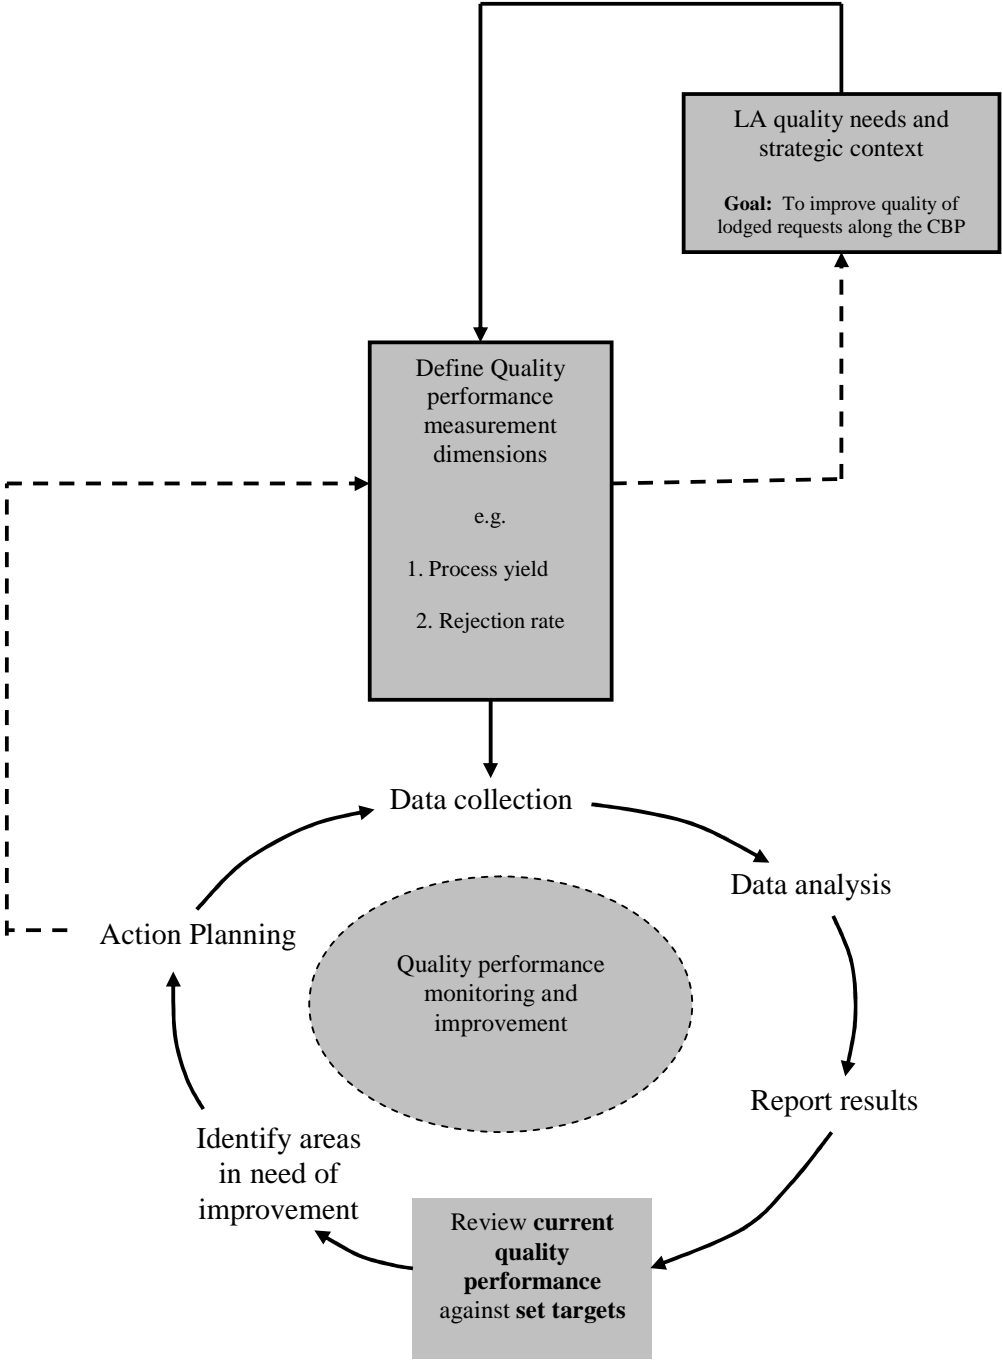 LA quality needs and
strategic context
Goal: To improve quality of
lodged requests along the CBP
Define Quality
performance
measurement
dimensions
e.g.
1. Process yield
2. Rejection rate
Data collection
Data analysis
Action Planning
Quality performance
monitoring and
improvement
Report results
Identify areas
in need of
improvement
Review current
quality
performance
against set targets